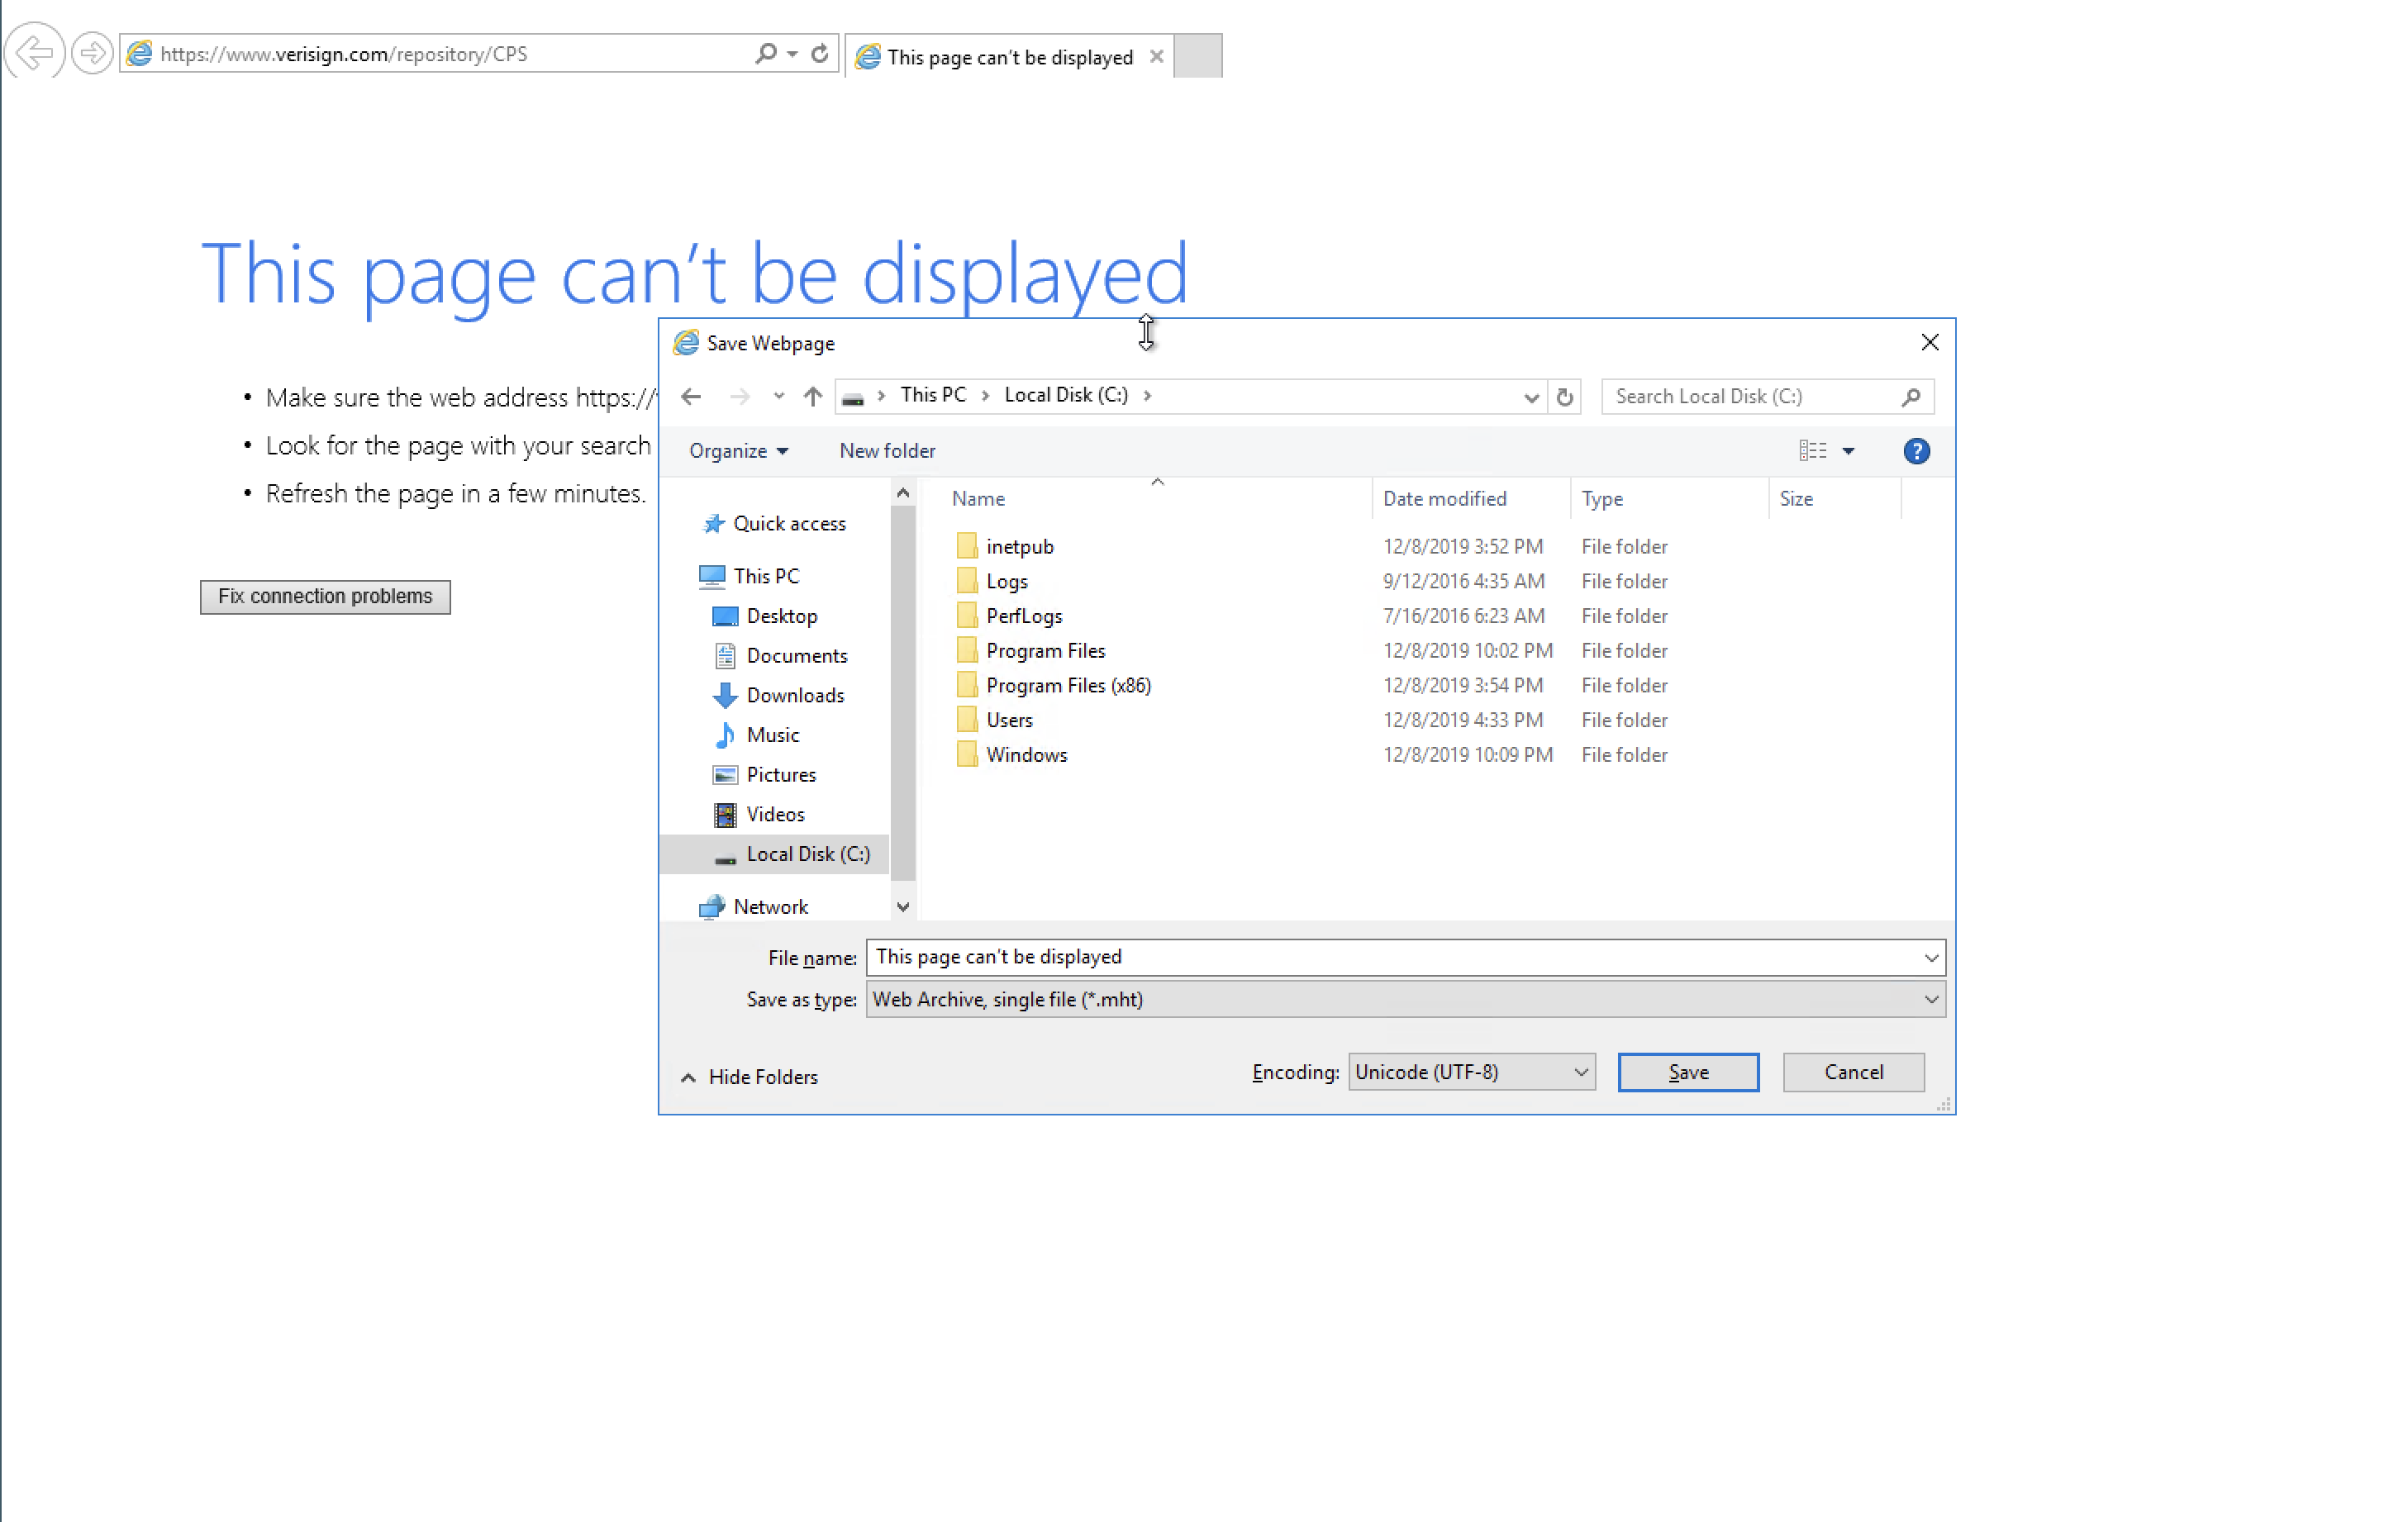 https://www.verisign.com/repository/CPS
This page can't be displayed
This page can't be displayed
Make sure the web address https://
Look for the page with your search
Refresh the page in a few minutes.
Fix connection problems
Save Webpage
This PC > Local Disk (C:) >
Search Local Disk (C:)
Organize
New folder
Name Date modified Type Size
Quick access
This PC
Desktop
Documents
Downloads
Music
Pictures
Videos
Local Disk (C:)
Network
inetpub 12/8/2019 3:52 PM File folder
Logs 9/12/2016 4:35 AM File folder
PerfLogs 7/16/2016 6:23 AM File folder
Program Files 12/8/2019 10:02 PM File folder
Program Files (x86) 12/8/2019 3:54 PM File folder
Users 12/8/2019 4:33 PM File folder
Windows 12/8/2019 10:09 PM File folder
File name: This page can't be displayed
Save as type: Web Archive, single file (*.mht)
Hide Folders
Encoding: Unicode (UTF-8)
Save
Cancel